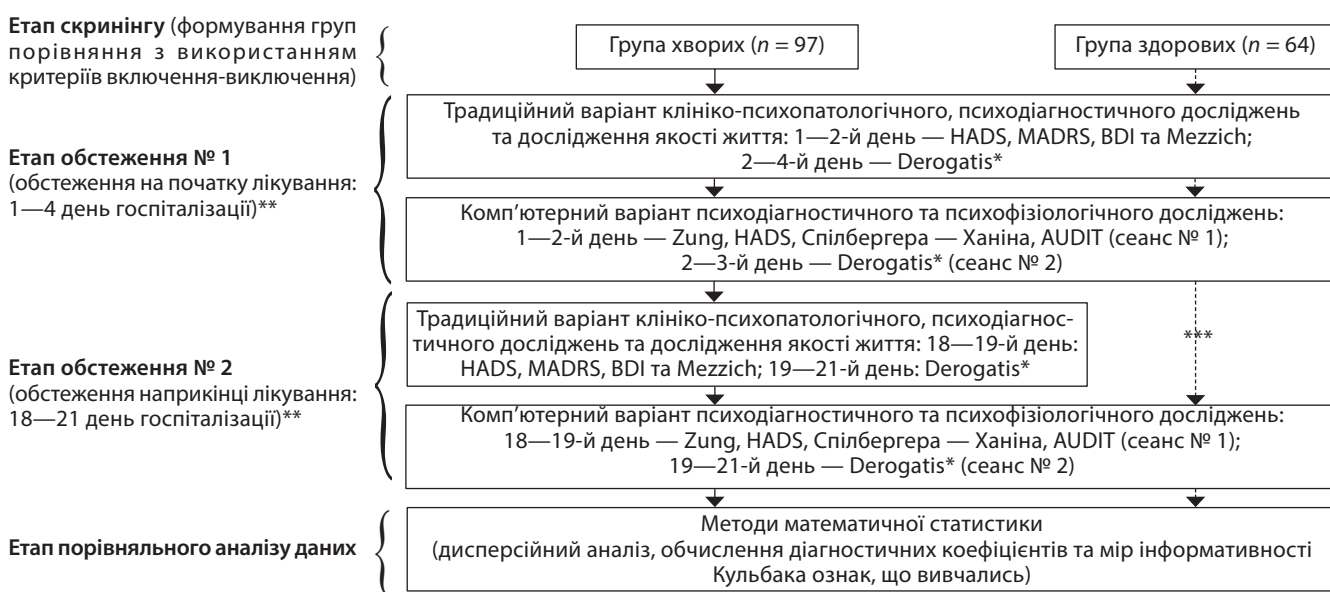 Етап скринінгу (формування груп
порівняння з використанням
критеріїв включення-виключення)
Група хворих (n = 97)
Група здорових (n = 64)
Етап обстеження № 1
(обстеження на початку лікування:
1—4 день госпіталізації)**
Традиційний варіант клініко-психопатологічного, психодіагностичного досліджень
та дослідження якості життя: 1—2-й день — HADS, MADRS, BDI та Mezzich;
2—4-й день — Derogatis*
Комп’ютерний варіант психодіагностичного та психофізіологічного досліджень:
1—2-й день — Zung, HADS, Спілбергера — Ханіна, AUDIT (сеанс № 1);
2—3-й день — Derogatis* (сеанс № 2)
Етап обстеження № 2
(обстеження наприкінці лікування:
18—21 день госпіталізації)**
Традиційний варіант клініко-психопатологічного, психодіагнос-
тичного досліджень та дослідження якості життя: 18—19-й день:
HADS, MADRS, BDI та Mezzich; 19—21-й день: Derogatis*
***
Комп’ютерний варіант психодіагностичного та психофізіологічного досліджень:
18—19-й день — Zung, HADS, Спілбергера — Ханіна, AUDIT (сеанс № 1);
19—21-й день — Derogatis* (сеанс № 2)
Етап порівняльного аналізу даних
Методи математичної статистики
(дисперсійний аналіз, обчислення діагностичних коефіцієнтів та мір інформативності
Кульбака ознак, що вивчались)